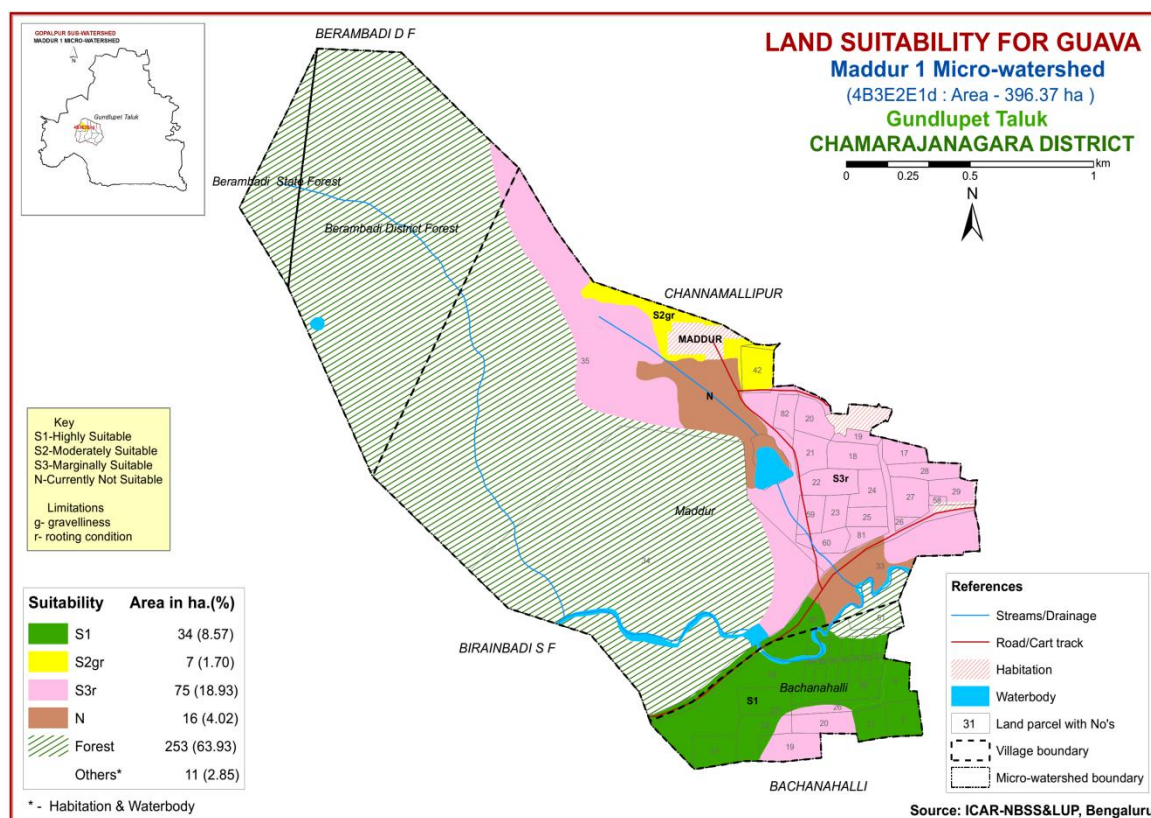 GOPALPUR SUB-WATERSHED
MADDUR 1 MICRO-WATERSHED
N
Gundlupet Taluk
LAND SUITABILITY FOR GUAVA
Maddur 1 Micro-watershed
(4B3E2E1d : Area - 396.37 ha )
Gundlupet Taluk
CHAMARAJANAGARA DISTRICT
km
0 0.25 0.5 1
N
BERAMBADI D F
Berambadi State Forest
Berambadi District Forest
CHANNAMALLIPUR
S2gr
MADDUR
35
42
N
82
20
19
21
18
17
28
22
S3r
24
27
58
29
59
23
25
26
60
81
33
Maddur
BIRAINBADI S F
Bachanahalli
S1
26
20
19
BACHANAHALLI
Key
S1-Highly Suitable
S2-Moderately Suitable
S3-Marginally Suitable
N-Currently Not Suitable
Limitations
g- gravelliness
r- rooting condition
Suitability Area in ha.(%)
S1 34 (8.57)
S2gr 7 (1.70)
S3r 75 (18.93)
N 16 (4.02)
Forest 253 (63.93)
Others* 11 (2.85)
* - Habitation & Waterbody
References
Streams/Drainage
Road/Cart track
Habitation
Waterbody
31 Land parcel with No's
Village boundary
Micro-watershed boundary
Source: ICAR-NBSS&LUP, Bengaluru